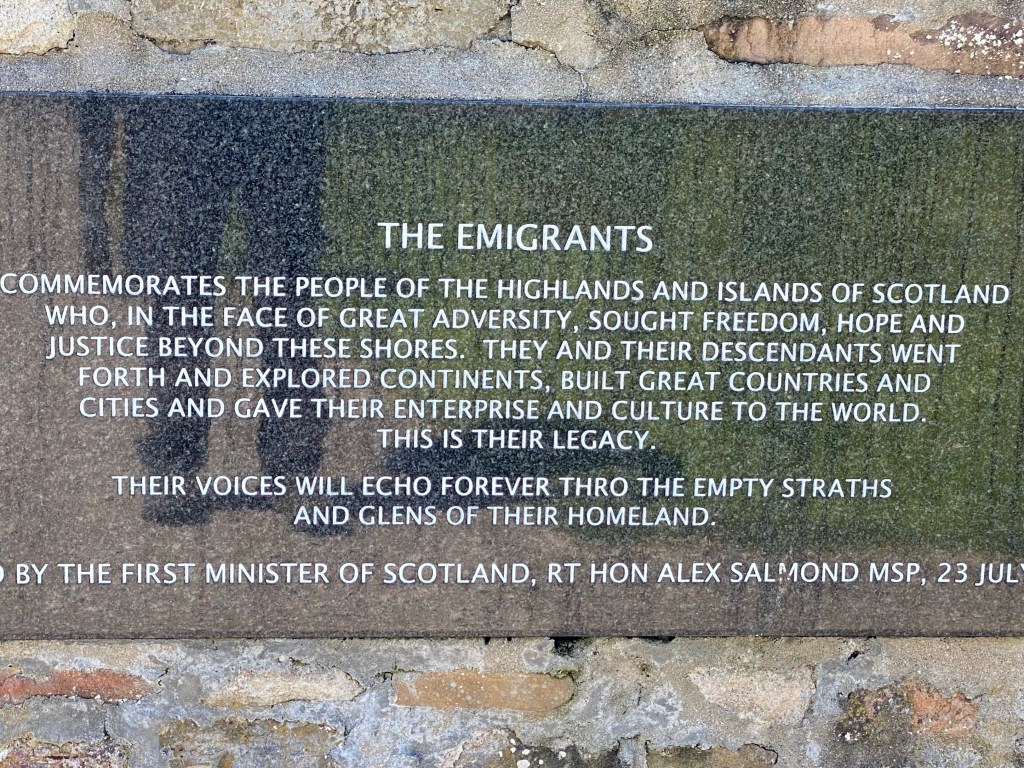 THE EMIGRANTS
COMMEMORATES THE PEOPLE OF THE HIGHLANDS AND ISLANDS OF SCOTLAND
WHO, IN THE FACE OF GREAT ADVERSITY, SOUGHT FREEDOM, HOPE AND
JUSTICE BEYOND THESE SHORES. THEY AND THEIR DESCENDANTS WENT
FORTH AND EXPLORED CONTINENTS, BUILT GREAT COUNTRIES AND
CITIES AND GAVE THEIR ENTERPRISE AND CULTURE TO THE WORLD.
THIS IS THEIR LEGACY.
THEIR VOICES WILL ECHO FOREVER THRO THE EMPTY STRATHS
AND GLENS OF THEIR HOMELAND.
BY THE FIRST MINISTER OF SCOTLAND, RT HON ALEX SALMOND MSP, 23 JULY